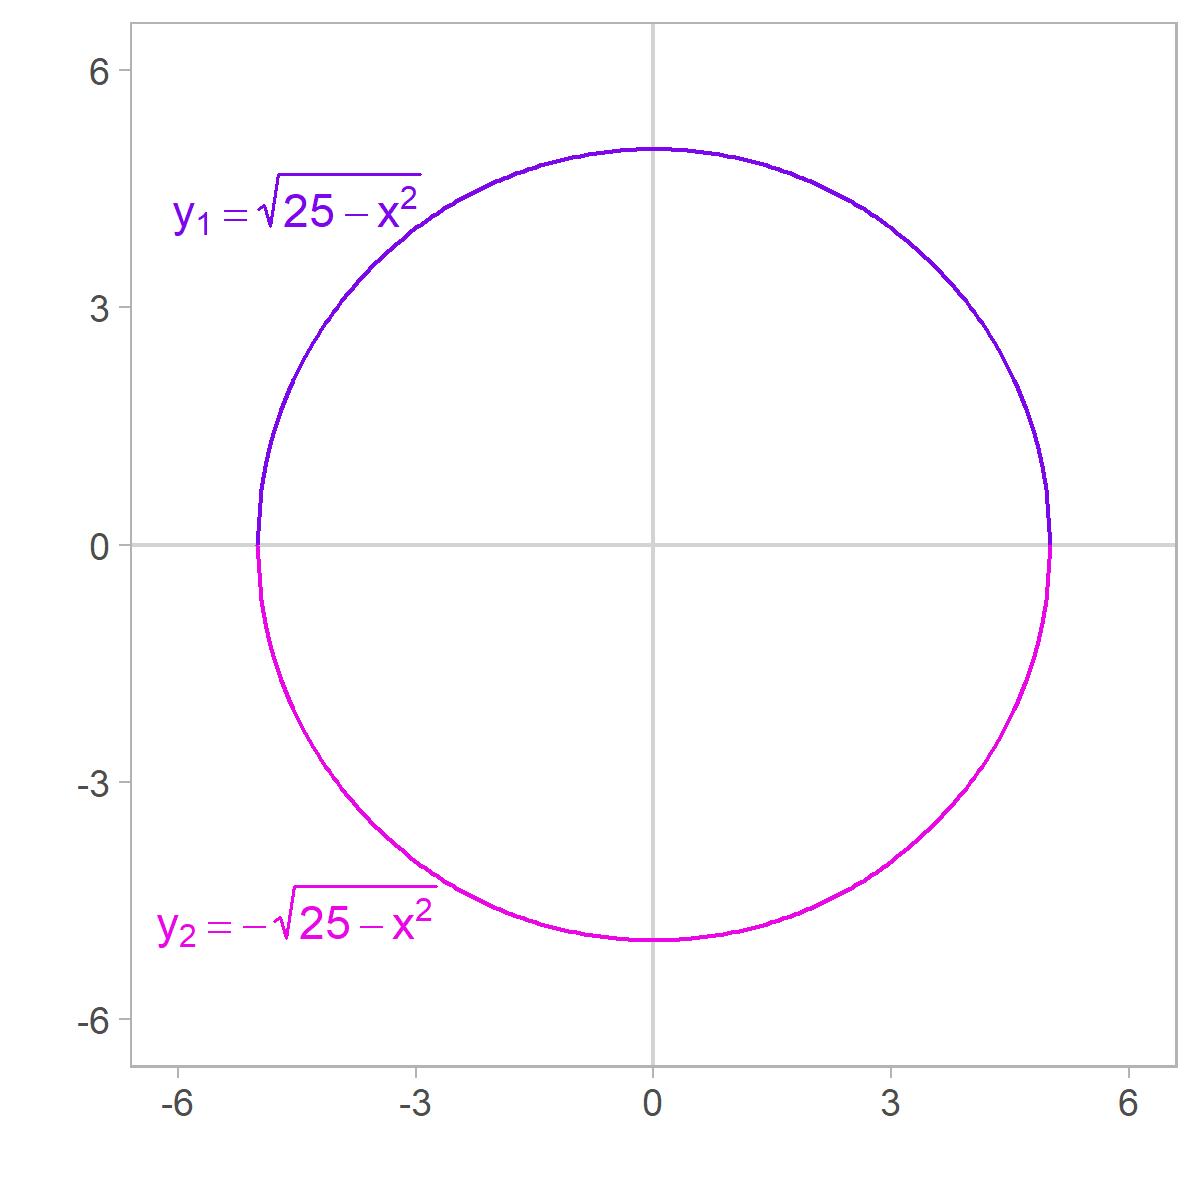 6
y₁ = √25 − x²
3
0
-3
y₂ = −√25 − x²
-6
-6 -3 0 3 6